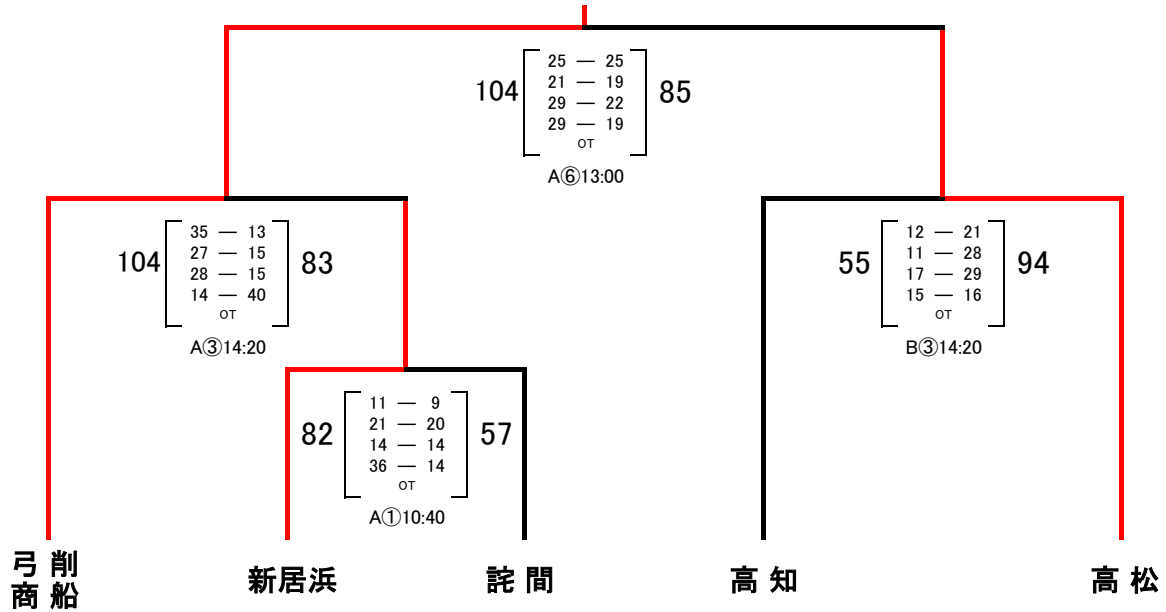 25 — 25
21 — 19
104 29 — 22 85
29 — 19
OT
A⑥13:00
35 — 13
27 — 15
104 28 — 15 83
14 — 40
OT
A③14:20
12 — 21
11 — 28
55 17 — 29 94
15 — 16
OT
B③14:20
11 — 9
21 — 20
82 14 — 14 57
36 — 14
OT
A①10:40
弓 削
商 船
新居浜
詫 間
高 知
高 松